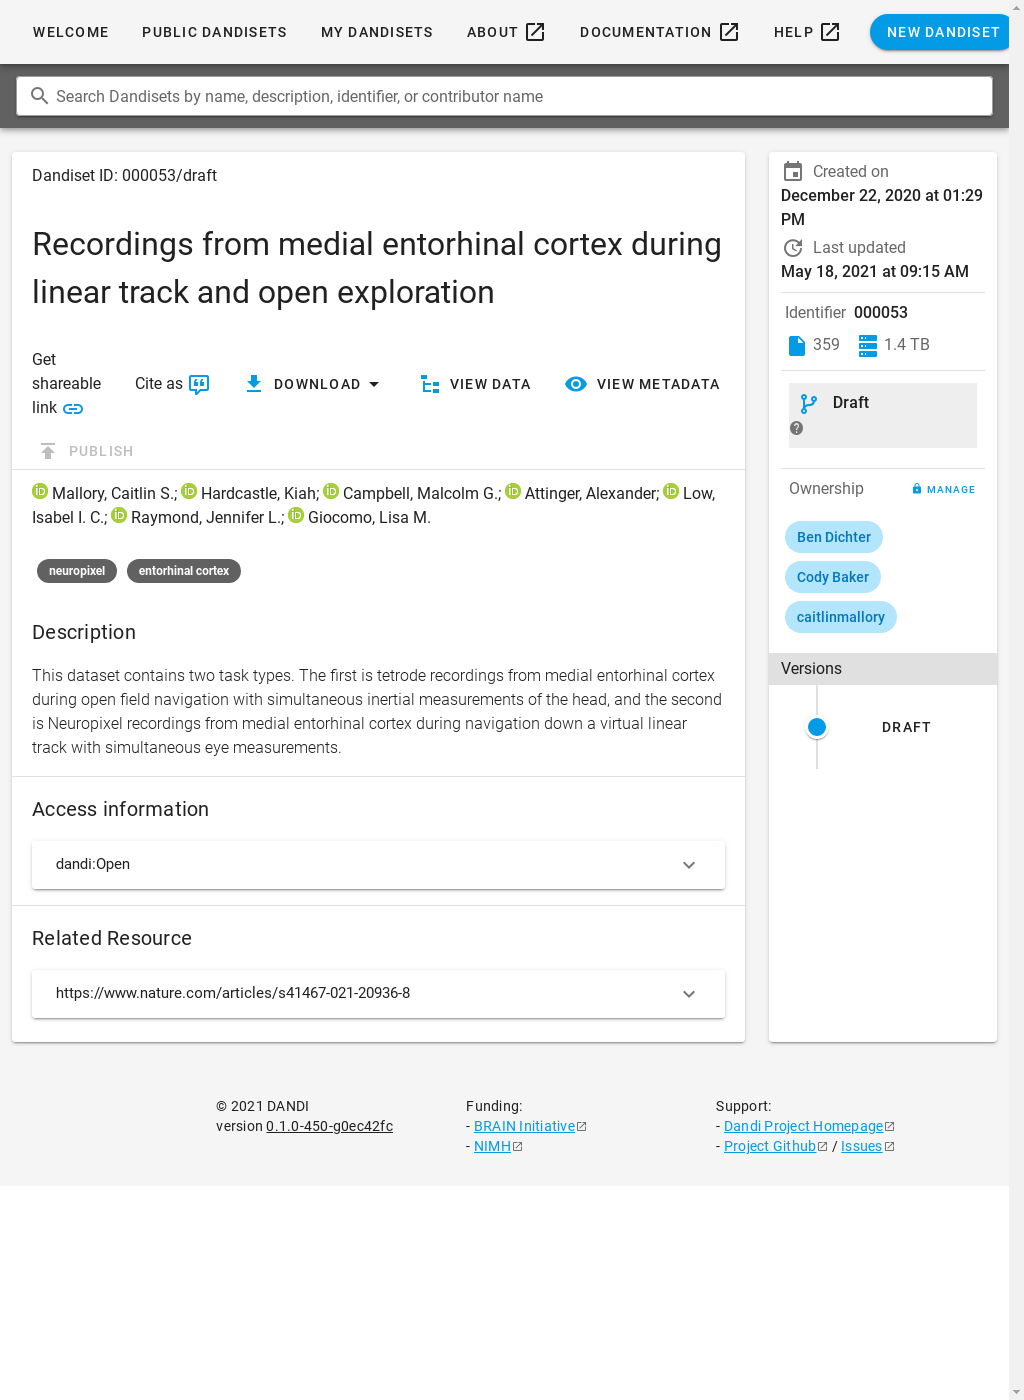 WELCOME PUBLIC DANDISETS MY DANDISETS ABOUT DOCUMENTATION HELP NEW DANDISET
Search Dandisets by name, description, identifier, or contributor name
Dandiset ID: 000053/draft
Recordings from medial entorhinal cortex during
linear track and open exploration
Get
shareable
link
Cite as
DOWNLOAD
VIEW DATA
VIEW METADATA
PUBLISH
iD Mallory, Caitlin S.; iD Hardcastle, Kiah; iD Campbell, Malcolm G.; iD Attinger, Alexander; iD Low,
Isabel I. C.; iD Raymond, Jennifer L.; iD Giocomo, Lisa M.
neuropixel entorhinal cortex
Description
This dataset contains two task types. The first is tetrode recordings from medial entorhinal cortex
during open field navigation with simultaneous inertial measurements of the head, and the second
is Neuropixel recordings from medial entorhinal cortex during navigation down a virtual linear
track with simultaneous eye measurements.
Access information
dandi:Open
Related Resource
https://www.nature.com/articles/s41467-021-20936-8
Created on
December 22, 2020 at 01:29
PM
Last updated
May 18, 2021 at 09:15 AM
Identifier 000053
359 1.4 TB
Draft
?
Ownership MANAGE
Ben Dichter
Cody Baker
caitlinmallory
Versions
DRAFT
© 2021 DANDI
version 0.1.0-450-g0ec42fc
Funding:
- BRAIN Initiative
- NIMH
Support:
- Dandi Project Homepage
- Project Github / Issues